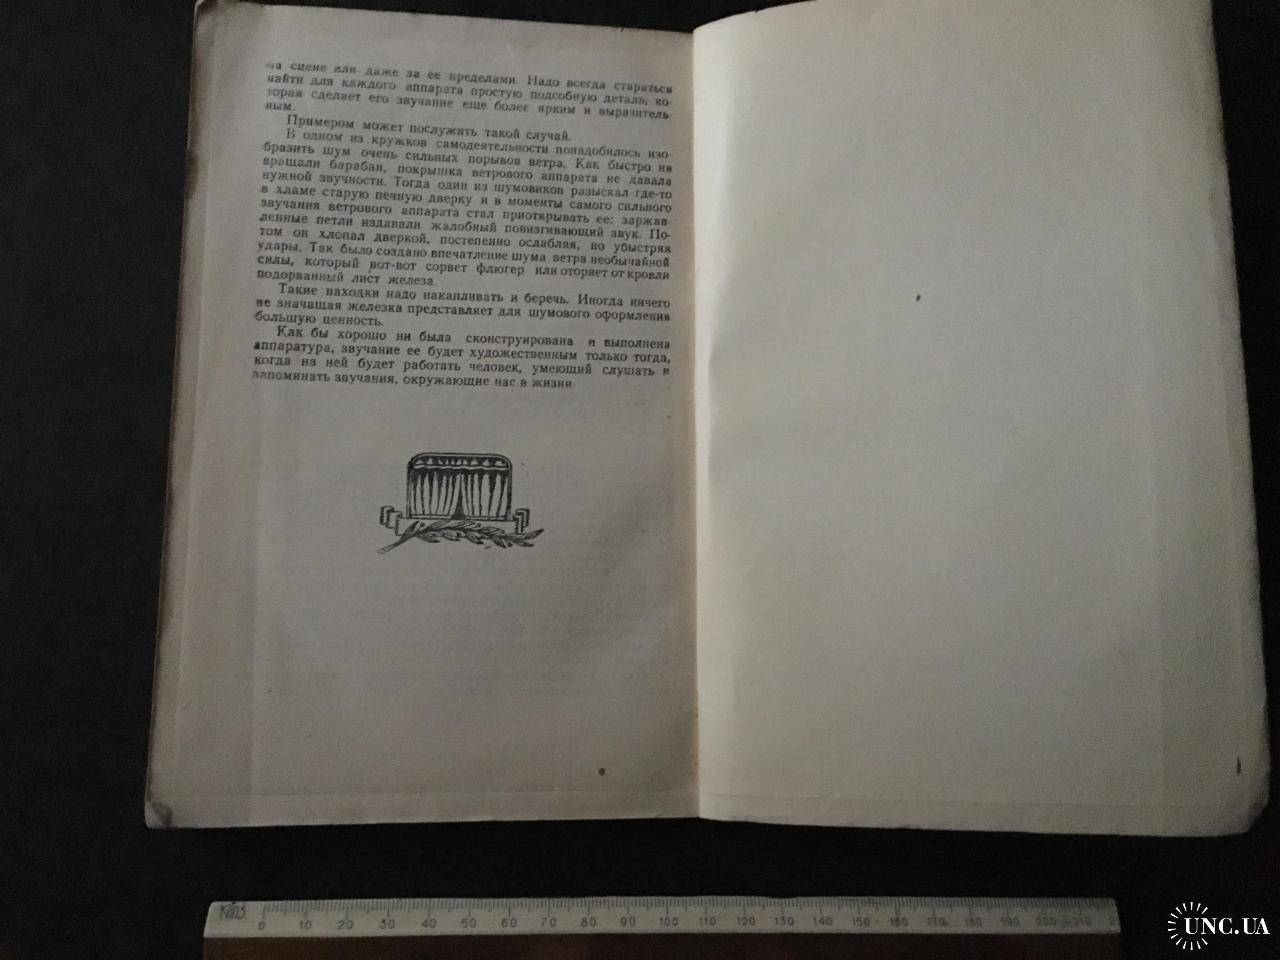 на сцене или даже за ее пределами. Надо всегда стараться
найти для каждого аппарата простую подсобную деталь, ко-
торая сделает его звучание еще более ярким и выразитель
ным.
Примером может послужить такой случай.
В одном из кружков самодеятельности понадобилось изо-
бразить шум очень сильных порывов ветра. Как быстро ни
вращали барабан, покрышка ветрового аппарата не давала
нужной звучности. Тогда один из шумовиков разыскал где-то
в хламе старую печную дверку и в моменты самого сильного
звучания ветрового аппарата стал приоткрывать ее: заржав-
ленные петли издавали жалобный повизгивающий звук. По-
том он хлопал дверкой, постепенно ослабляя, но убыстряя
удары. Так было создано впечатление шума ветра необычайной
силы, который вот-вот сорвет флюгер или оторвет от кровли
подорванный лист железа.
Такие находки надо накапливать и беречь. Иногда ничего
не значащая железка представляет для шумового оформления
большую ценность.
Как бы хорошо ни была сконструирована и выполнена
аппаратура, звучание ее будет художественным только тогда,
когда на ней будет работать человек, умеющий слушать и
запоминать звучания, окружающие нас в жизни
0 10 20 30 40 50 60 70 80 90 100 110 120 130 140 150 160 170 180 190 200 210
UNC.UA